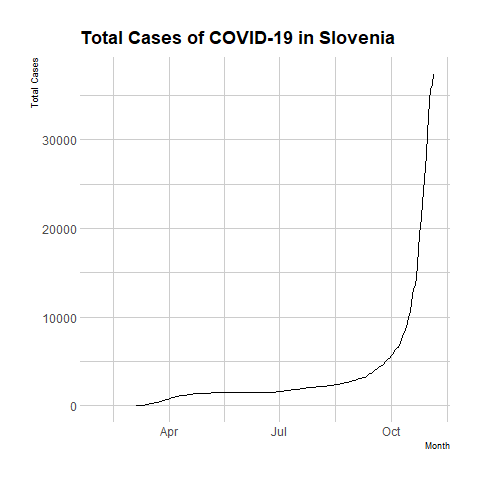 Total Cases of COVID-19 in Slovenia
Total Cases
30000
20000
10000
0
Apr
Jul
Oct
Month